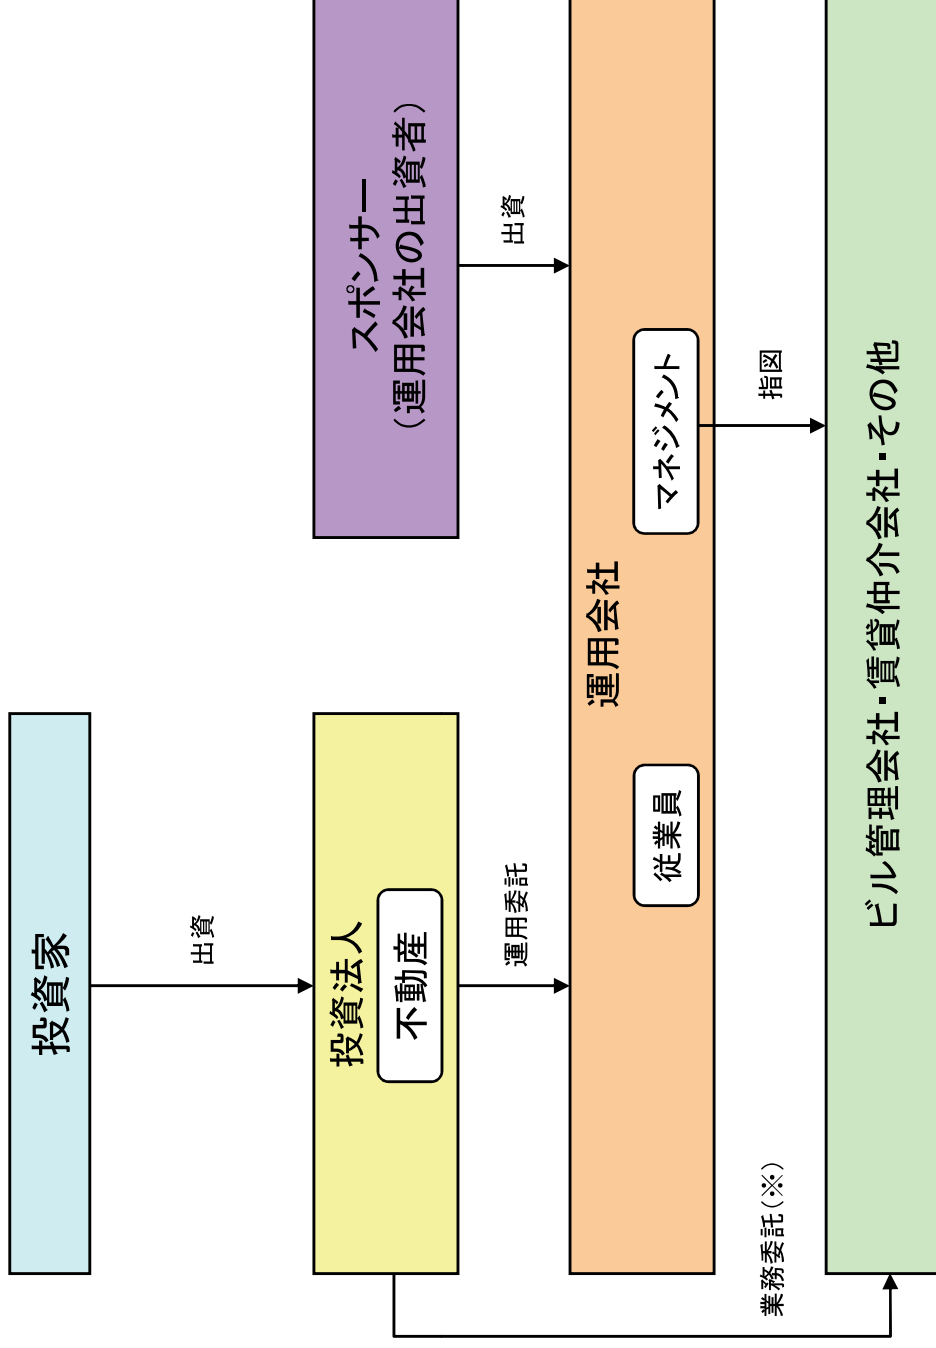 投資家
出資
投資法人
不動産
スポンサー
（運用会社の出資者）
運用委託
出資
運用会社
従業員
マネジメント
業務委託（※）
指図
ビル管理会社・賃貸仲介会社・その他